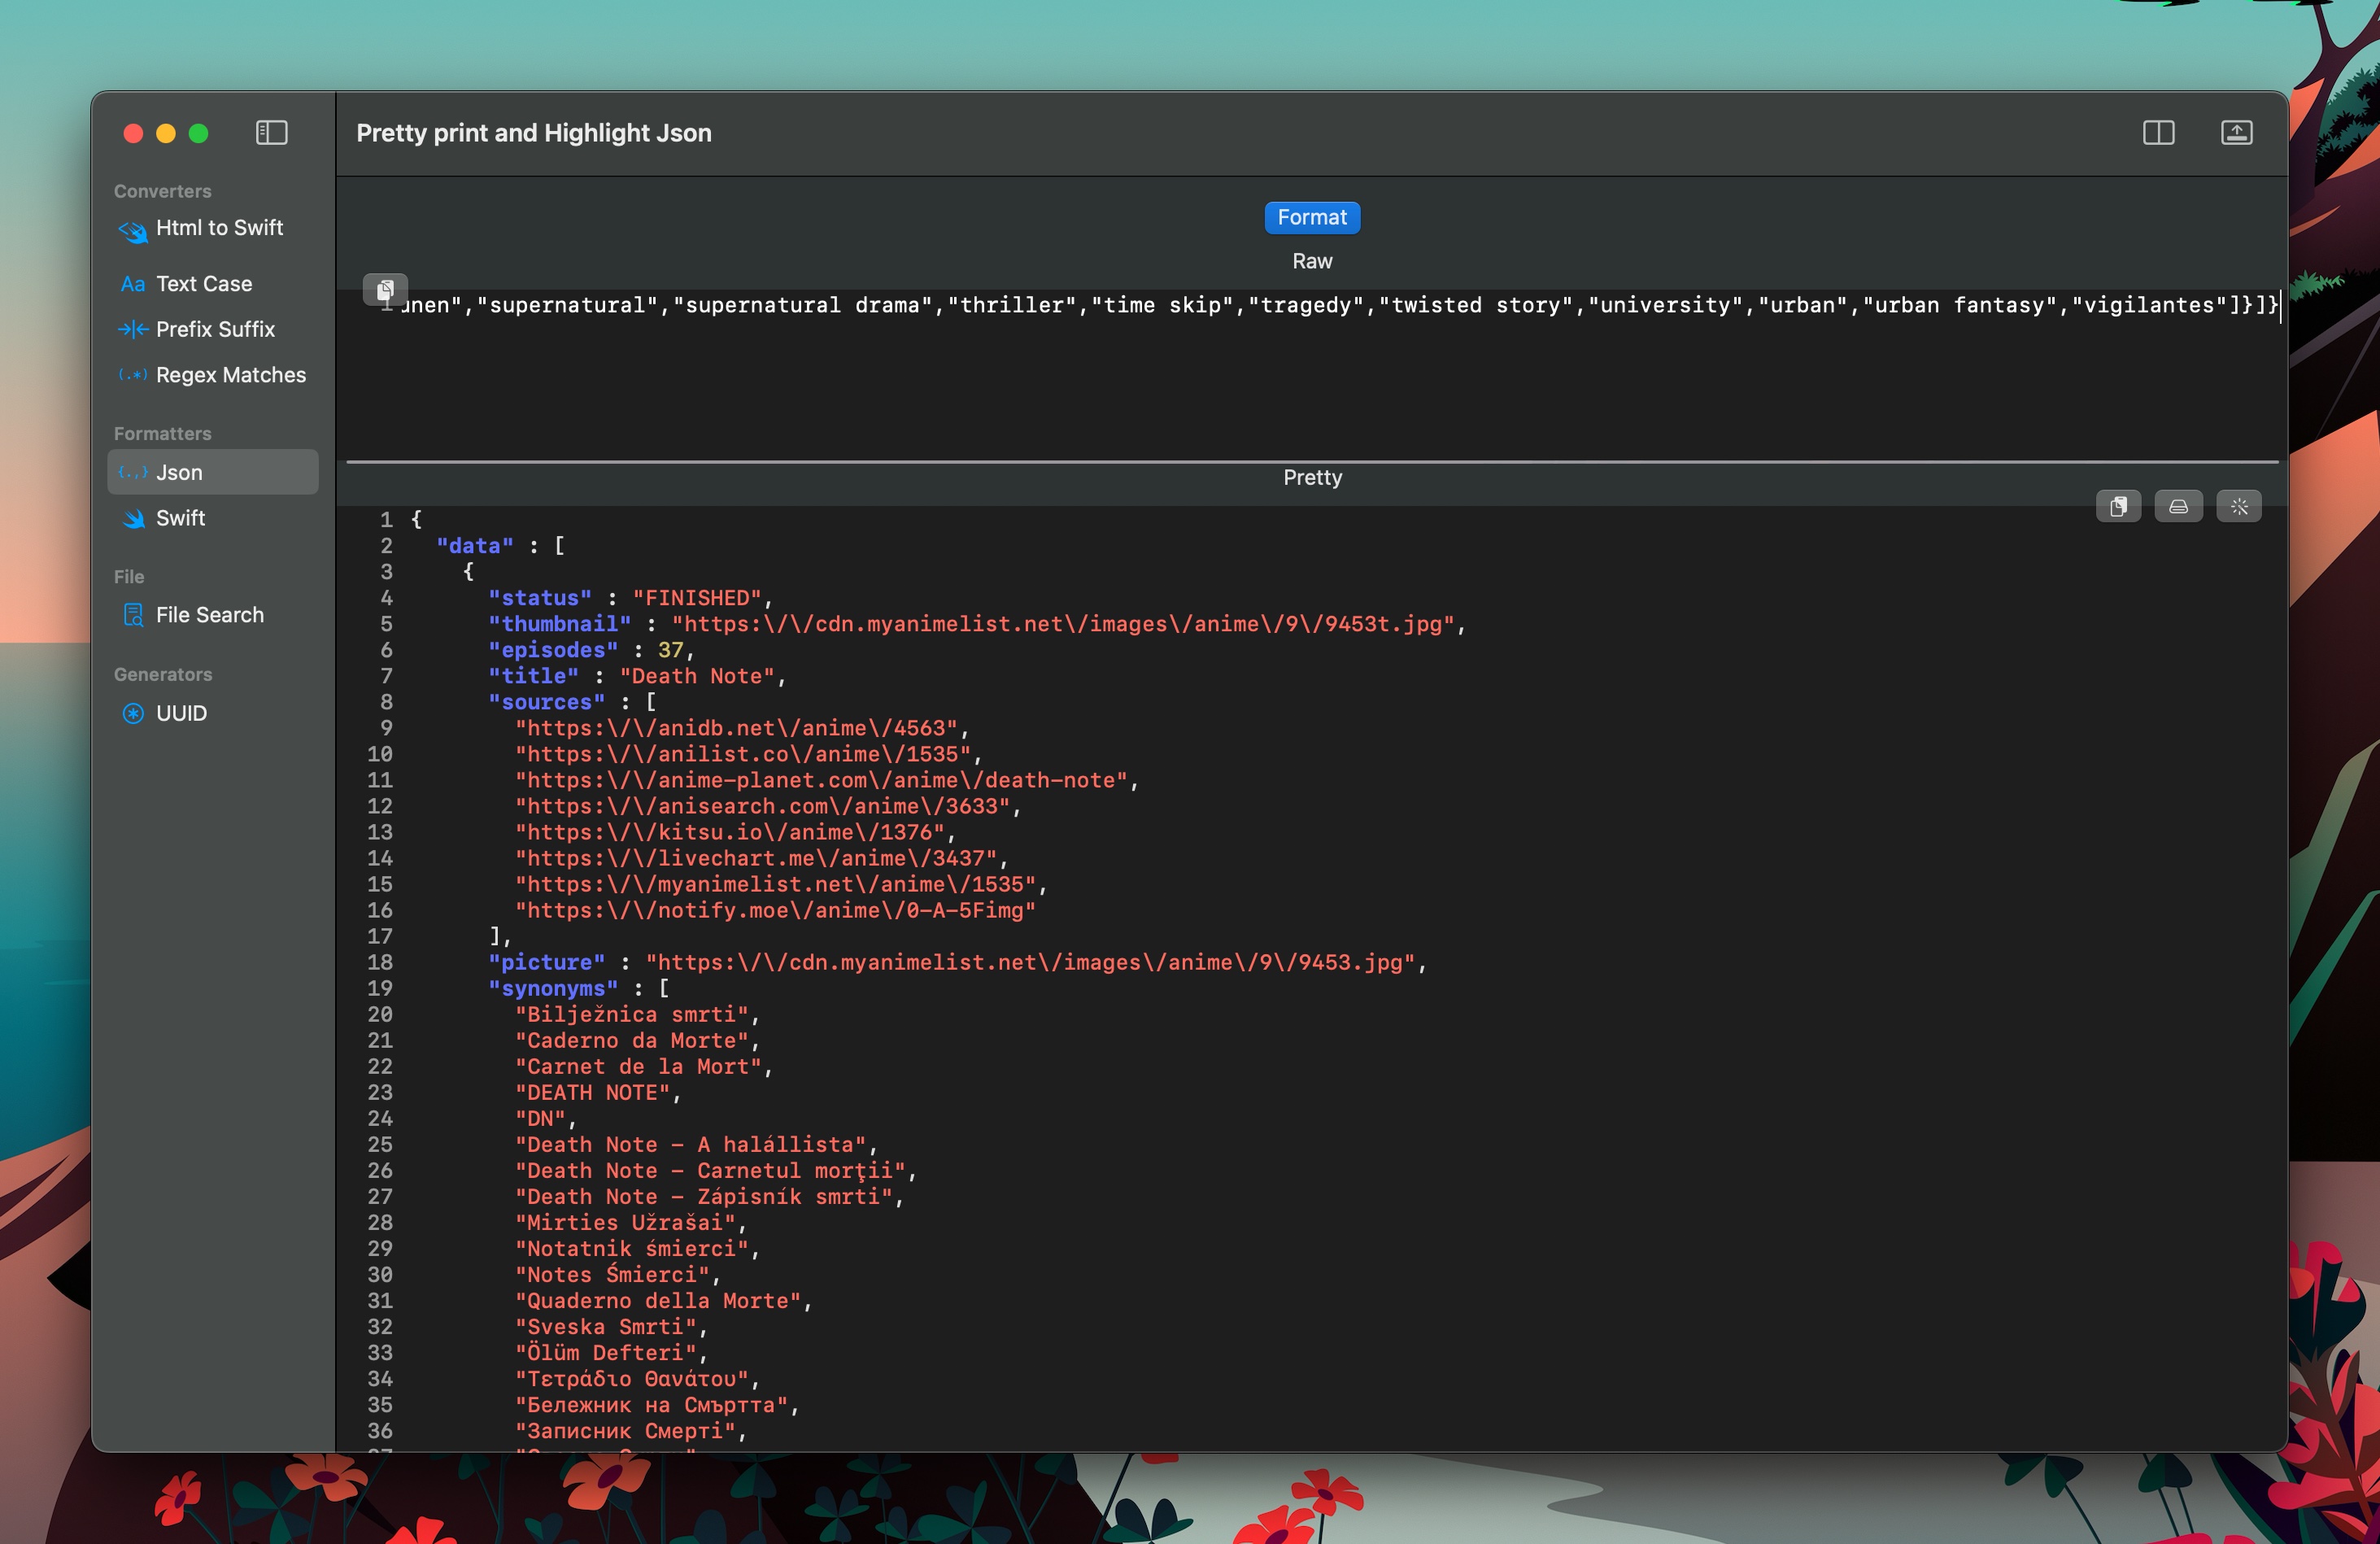 Pretty print and Highlight Json
Converters
Html to Swift
Aa Text Case
Prefix Suffix
(.*) Regex Matches
Formatters
{.,} Json
Swift
File
File Search
Generators
UUID
Format
Raw
1 "supernatural","supernatural drama","thriller","time skip","tragedy","twisted story","university","urban","urban fantasy","vigilantes"]}]}
Pretty
1 {
2 "data" : [
3 {
4 "status" : "FINISHED",
5 "thumbnail" : "https:\/\/cdn.myanimelist.net\/images\/anime\/9\/9453t.jpg",
6 "episodes" : 37,
7 "title" : "Death Note",
8 "sources" : [
9 "https:\/\/anidb.net\/anime\/4563",
10 "https:\/\/anilist.co\/anime\/1535",
11 "https:\/\/anime-planet.com\/anime\/death-note",
12 "https:\/\/anisearch.com\/anime\/3633",
13 "https:\/\/kitsu.io\/anime\/1376",
14 "https:\/\/livechart.me\/anime\/3437",
15 "https:\/\/myanimelist.net\/anime\/1535",
16 "https:\/\/notify.moe\/anime\/0-A-5Fimg"
17 ],
18 "picture" : "https:\/\/cdn.myanimelist.net\/images\/anime\/9\/9453.jpg",
19 "synonyms" : [
20 "Bilježnica smrti",
21 "Caderno da Morte",
22 "Carnet de la Mort",
23 "DEATH NOTE",
24 "DN",
25 "Death Note - A halállista",
26 "Death Note - Carnetul morţii",
27 "Death Note - Zápisník smrti",
28 "Mirties Užrašai",
29 "Notatnik śmierci",
30 "Notes Śmierci",
31 "Quaderno della Morte",
32 "Sveska Smrti",
33 "Ölüm Defteri",
34 "Τετράδιο Θανάτου",
35 "Бележник на Смъртта",
36 "Записник Смерті",